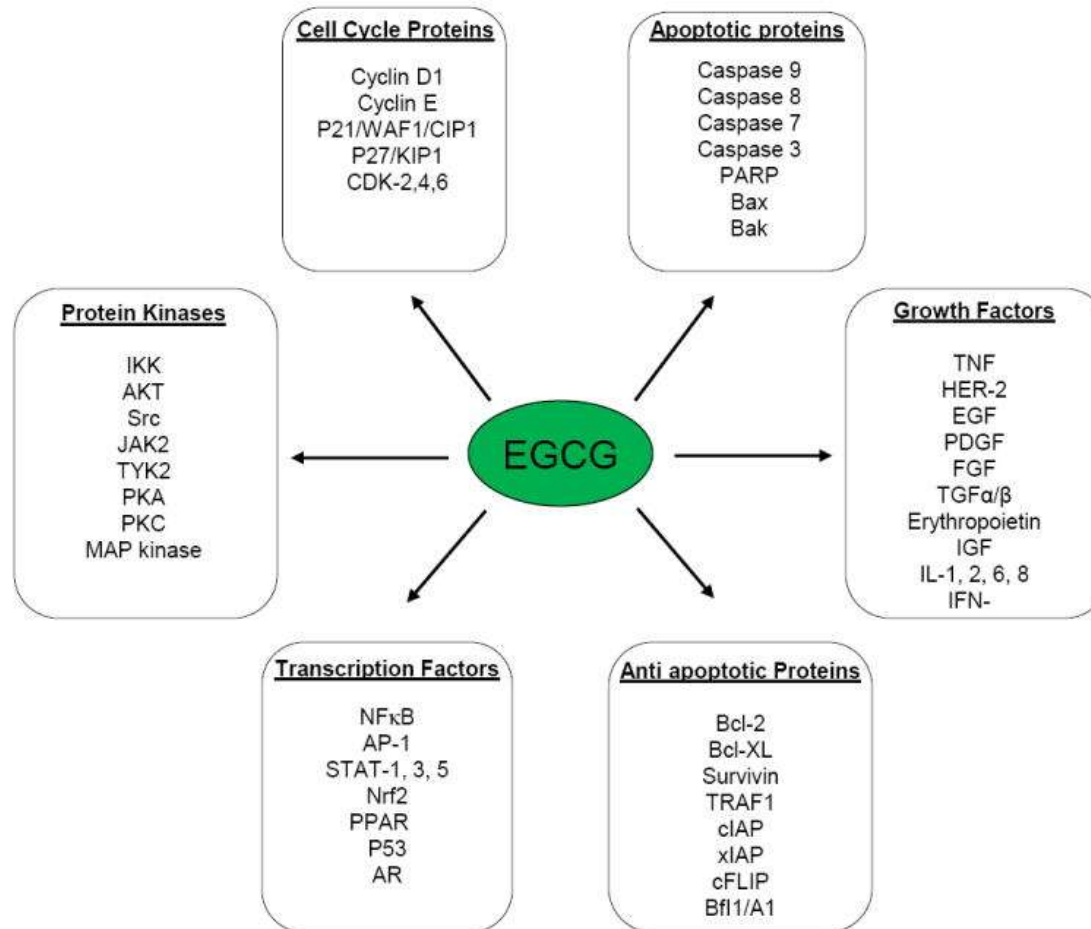 Cell Cycle Proteins
Cyclin D1
Cyclin E
P21/WAF1/CIP1
P27/KIP1
CDK-2,4,6
Apoptotic proteins
Caspase 9
Caspase 8
Caspase 7
Caspase 3
PARP
Bax
Bak
Protein Kinases
IKK
AKT
Src
JAK2
TYK2
PKA
PKC
MAP kinase
EGCG
Growth Factors
TNF
HER-2
EGF
PDGF
FGF
TGFα/β
Erythropoietin
IGF
IL-1, 2, 6, 8
IFN-
Transcription Factors
NFκB
AP-1
STAT-1, 3, 5
Nrf2
PPAR
P53
AR
Anti apoptotic Proteins
Bcl-2
Bcl-XL
Survivin
TRAF1
cIAP
xIAP
cFLIP
Bfl1/A1